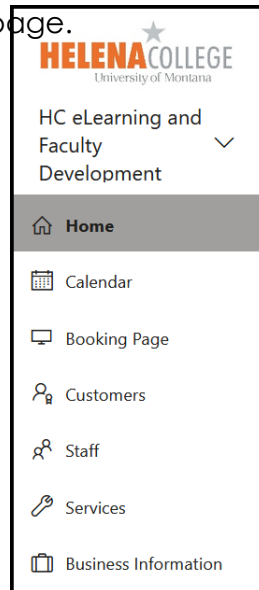 page.
HELENA COLLEGE
University of Montana
HC eLearning and
Faculty
Development
Home
Calendar
Booking Page
Customers
Staff
Services
Business Information